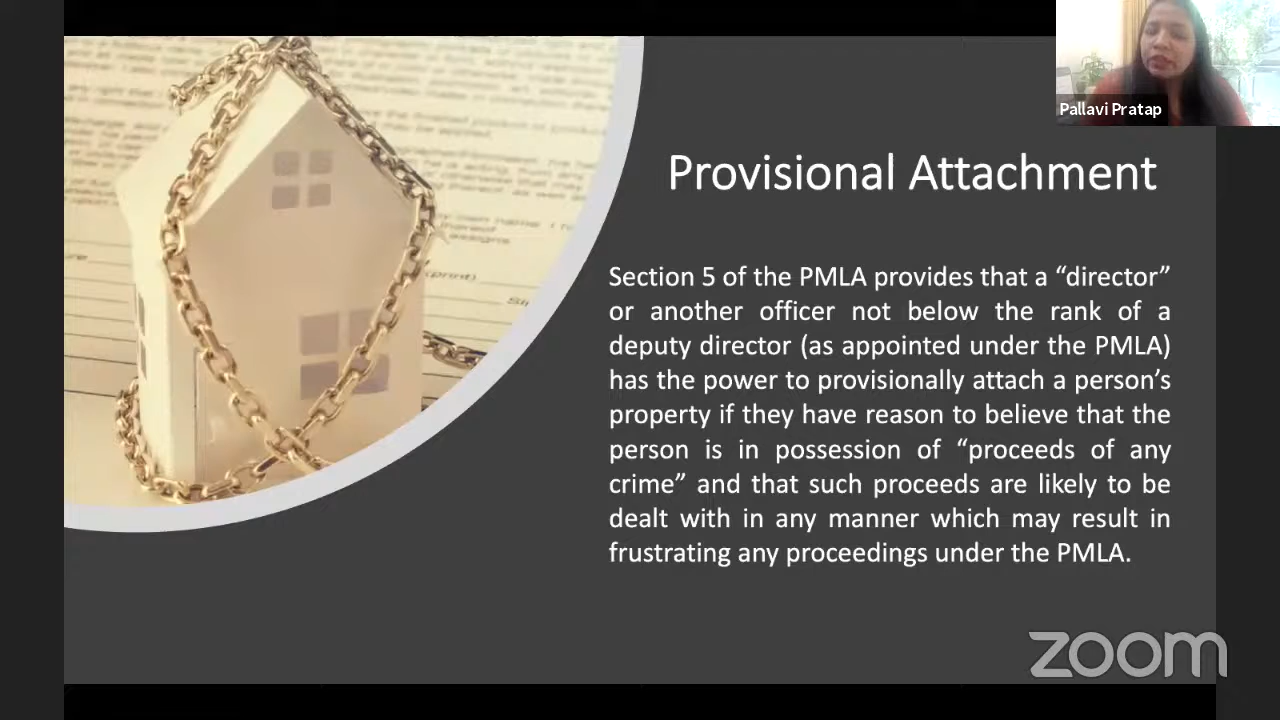 Pallavi Pratap
Provisional Attachment
Section 5 of the PMLA provides that a “director”
or another officer not below the rank of a
deputy director (as appointed under the PMLA)
has the power to provisionally attach a person’s
property if they have reason to believe that the
person is in possession of “proceeds of any
crime” and that such proceeds are likely to be
dealt with in any manner which may result in
frustrating any proceedings under the PMLA.
(print)
assigns
zoom